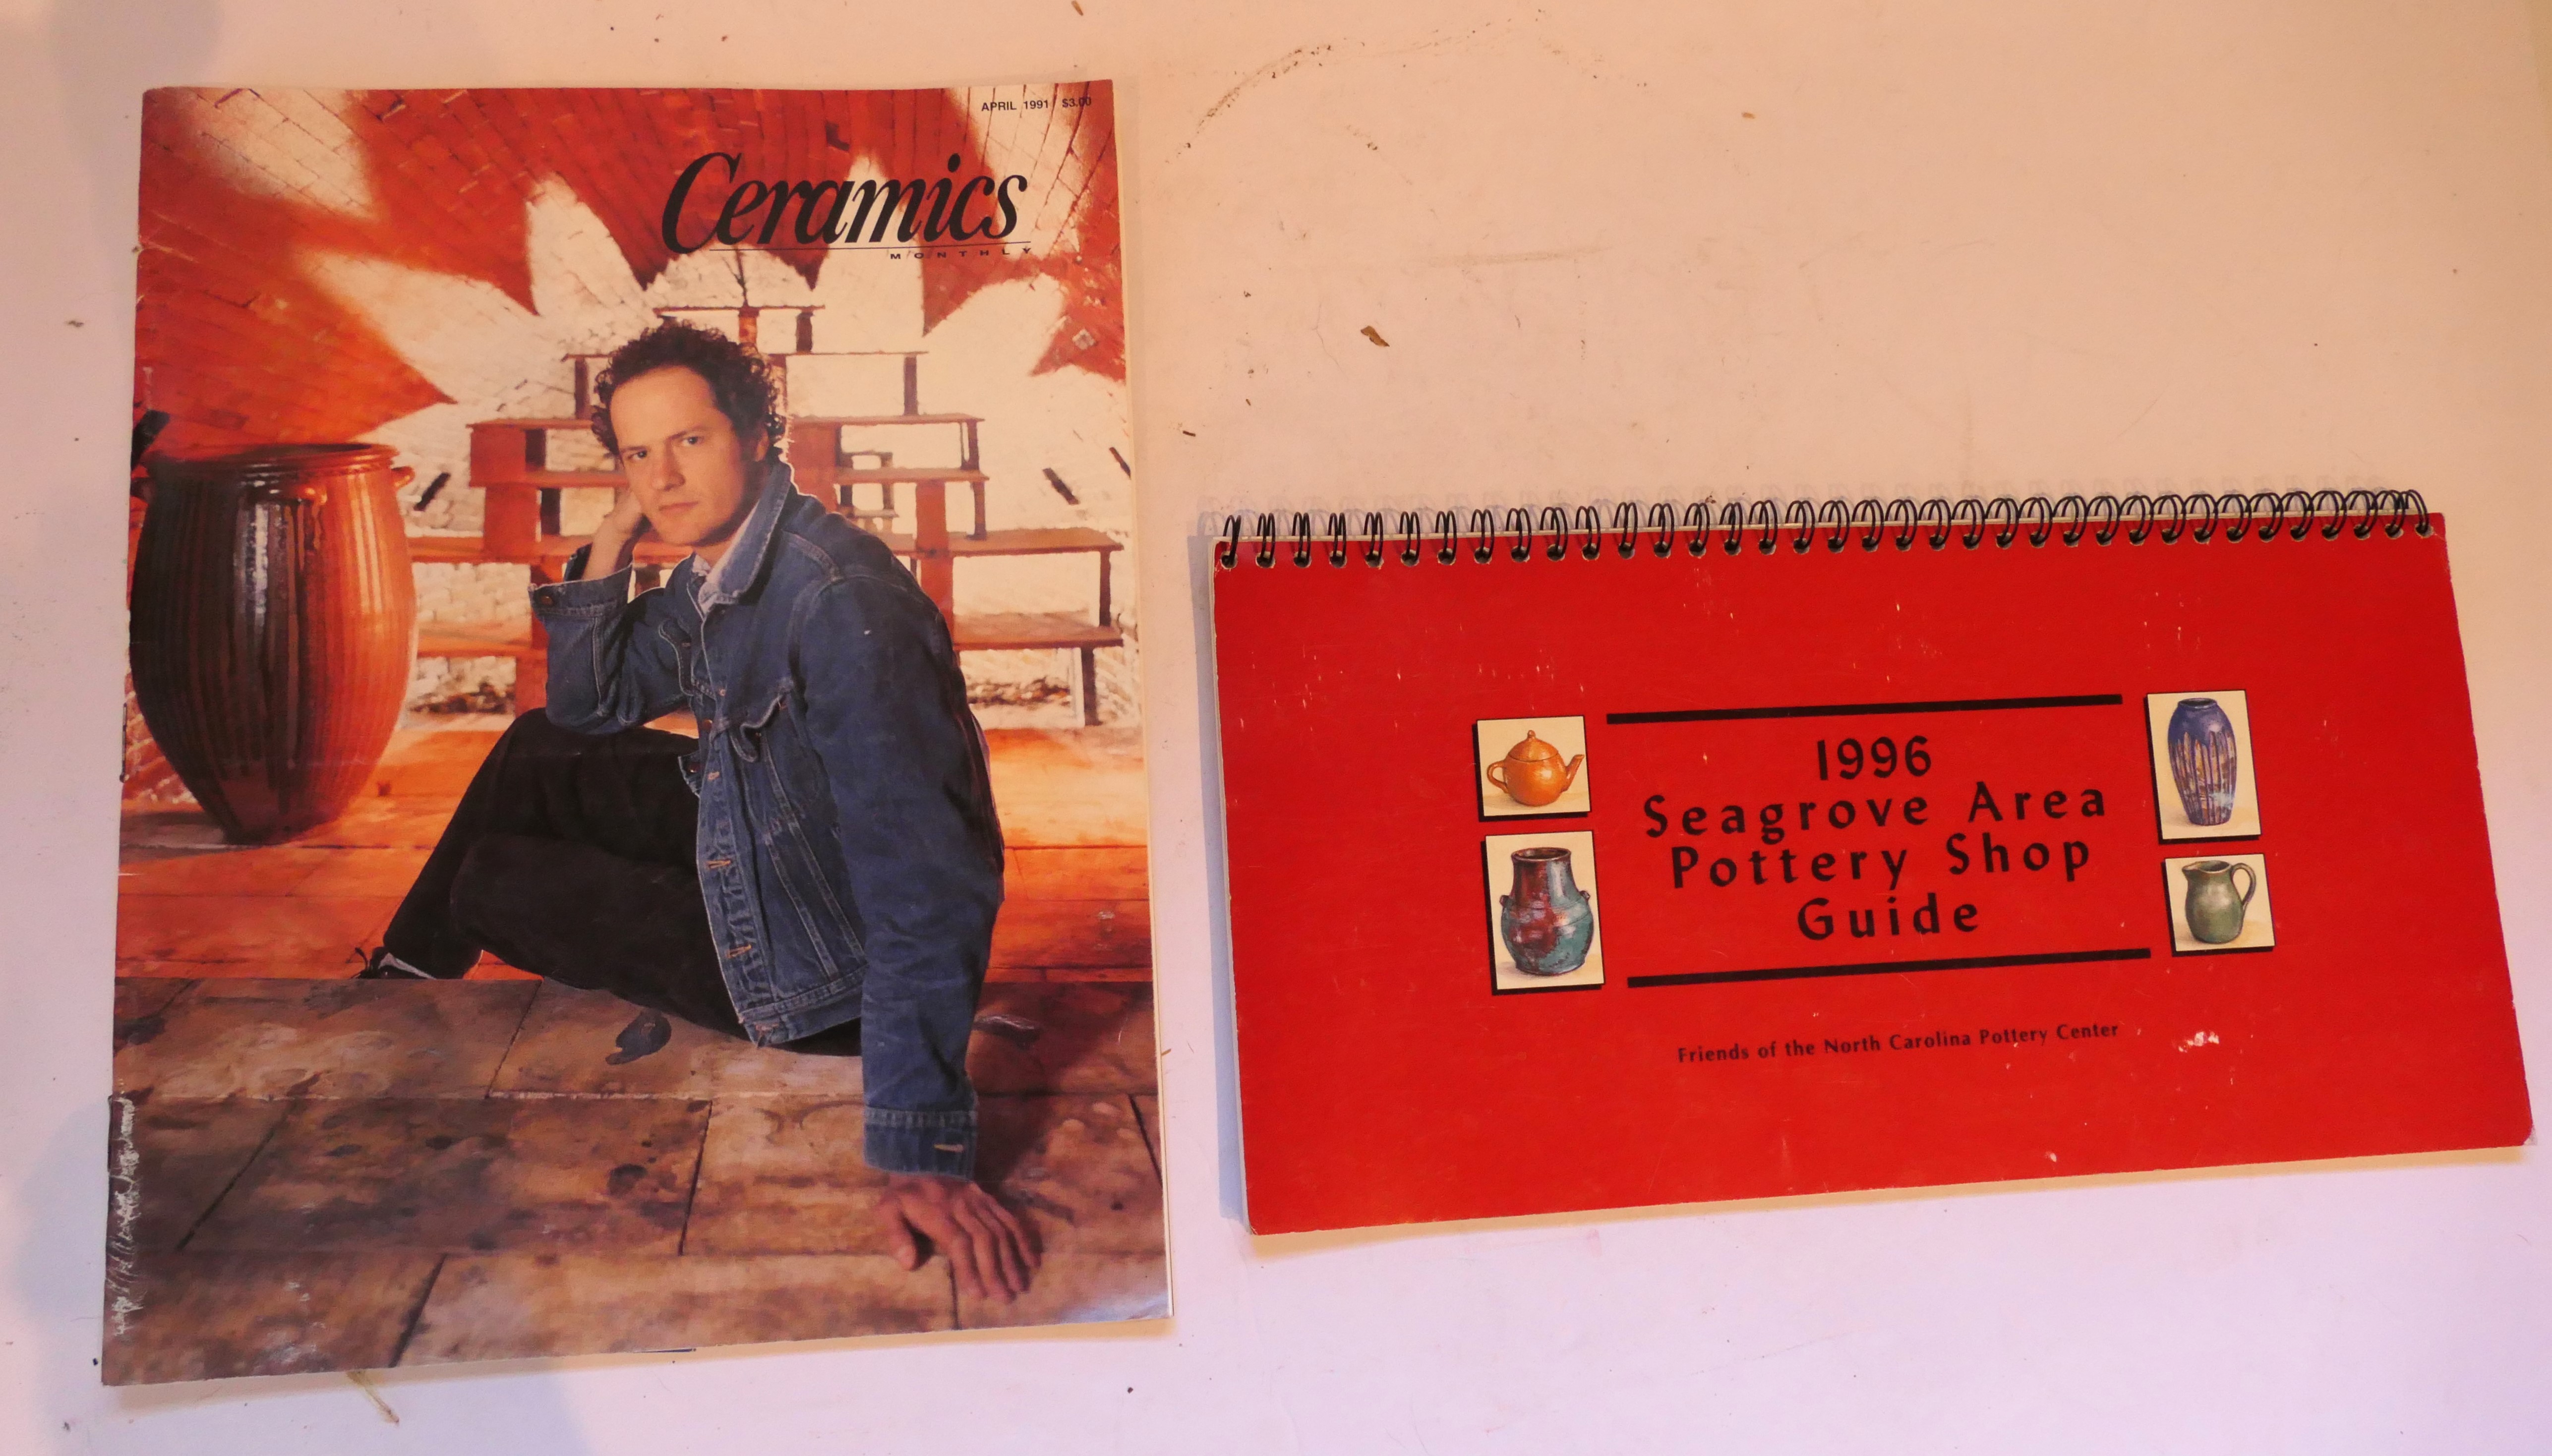 APRIL 1991 $3.00
Ceramics
MONTHLY
1996
Seagrove Area
Pottery Shop
Guide
Friends of the North Carolina Pottery Center